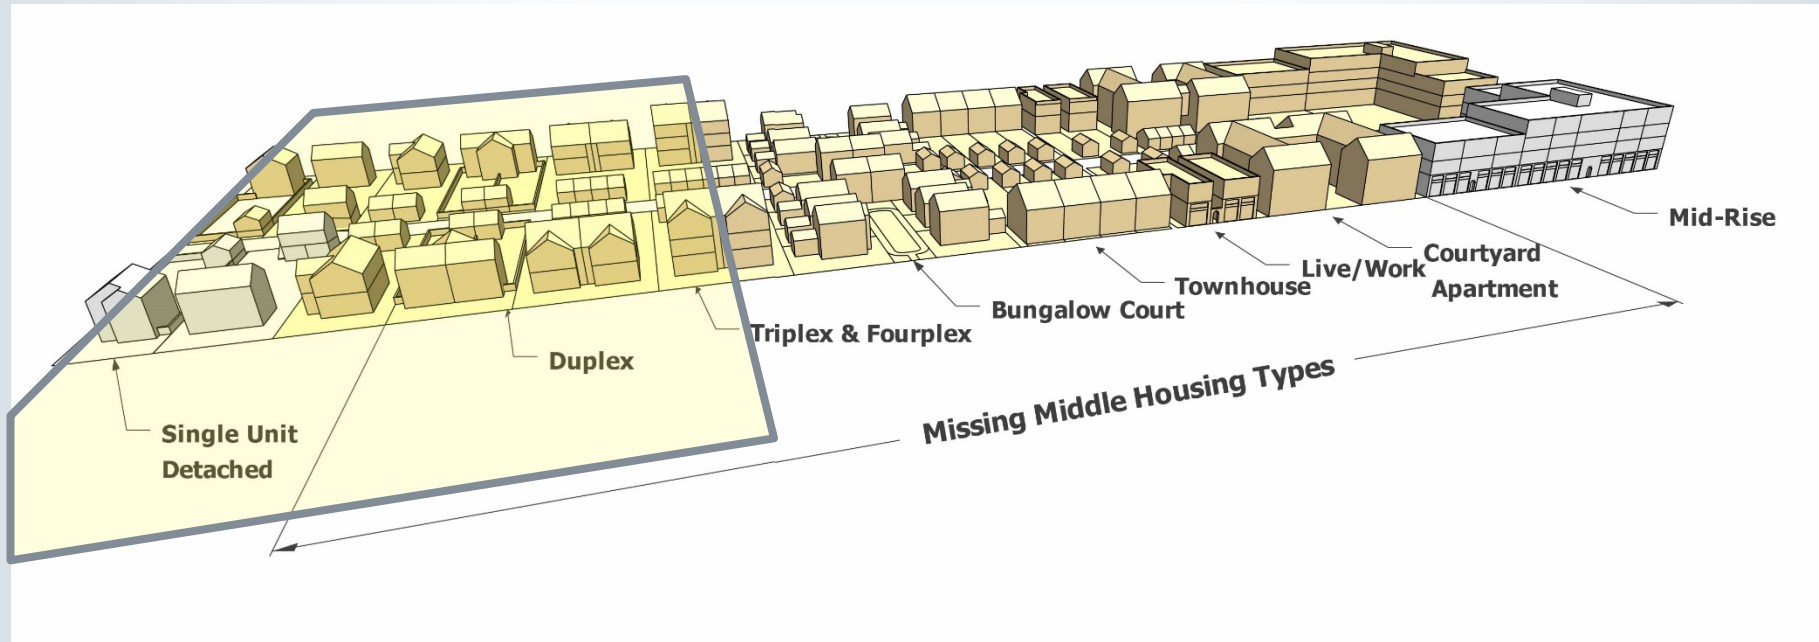 Single Unit
Detached
Duplex
Triplex & Fourplex
Bungalow Court
Townhouse
Live/Work
Courtyard
Apartment
Mid-Rise
Missing Middle Housing Types